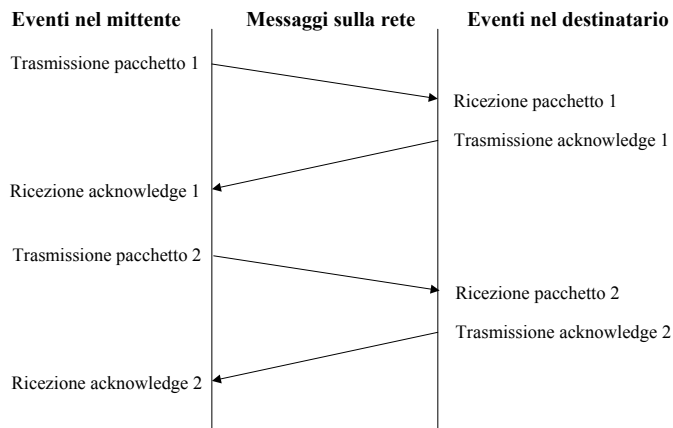 Eventi nel mittente Messaggi sulla rete Eventi nel destinatario
Trasmissione pacchetto 1
Ricezione pacchetto 1
Trasmissione acknowledge 1
Ricezione acknowledge 1
Trasmissione pacchetto 2
Ricezione pacchetto 2
Trasmissione acknowledge 2
Ricezione acknowledge 2